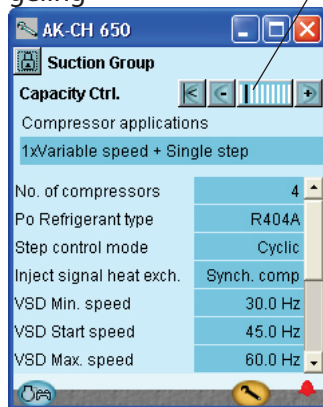 geling
AK-CH 650
Suction Group
Capacity Ctrl.
Compressor applications
1xVariable speed + Single step
No. of compressors 4
Po Refrigerant type R404A
Step control mode Cyclic
Inject signal heat exch. Synch. comp
VSD Min. speed 30.0 Hz
VSD Start speed 45.0 Hz
VSD Max. speed 60.0 Hz